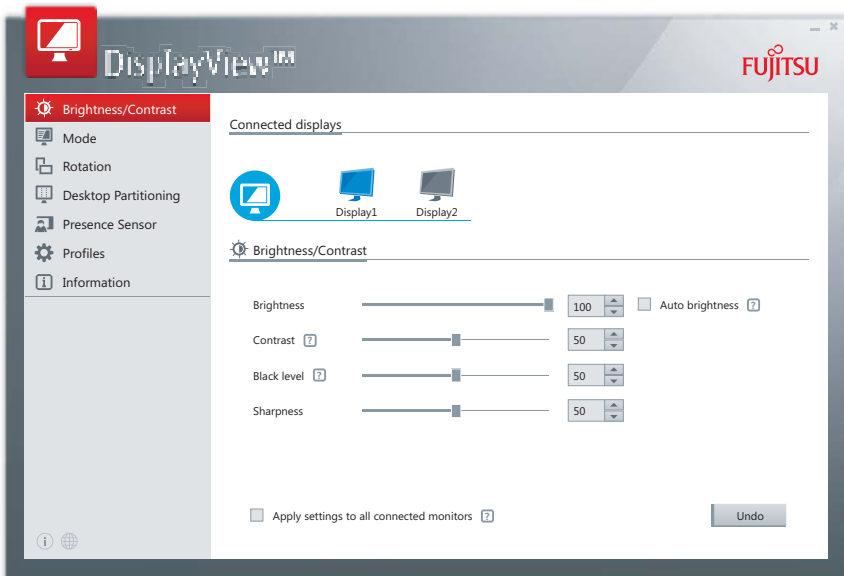 DisplayView™
FUJITSU
Brightness/Contrast
Mode
Rotation
Desktop Partitioning
Presence Sensor
Profiles
Information
Connected displays
Display1 Display2
Brightness/Contrast
Brightness 100 Auto brightness ?
Contrast ? 50
Black level ? 50
Sharpness 50
Apply settings to all connected monitors ? Undo